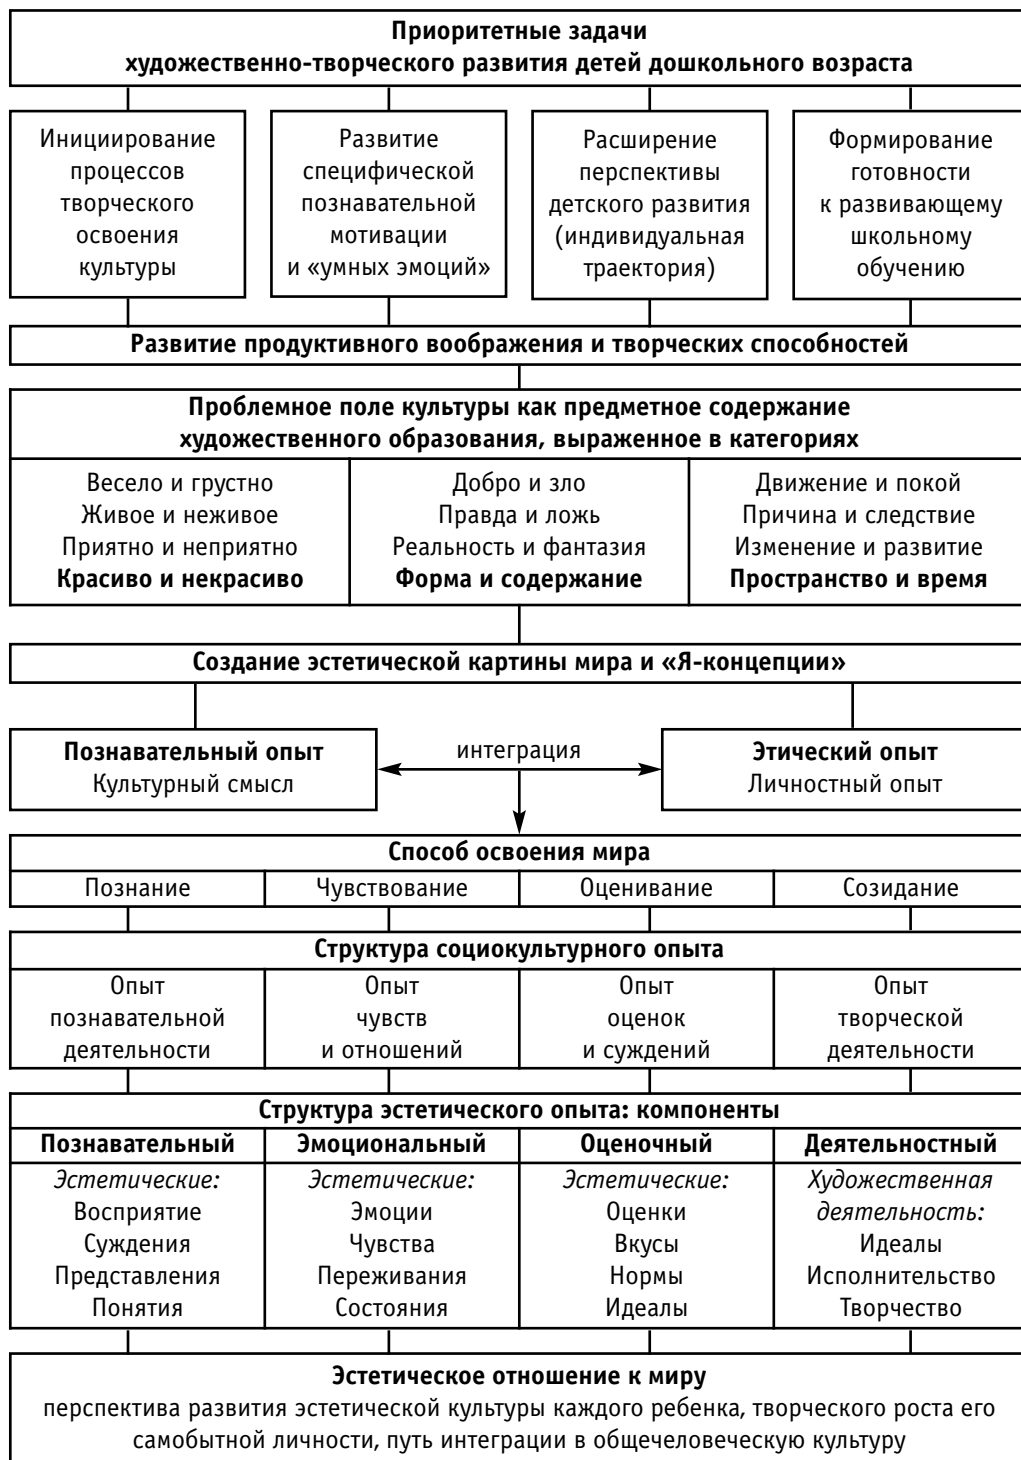 Приоритетные задачи
художественно-творческого развития детей дошкольного возраста
Инициирование
процессов
творческого
освоения
культуры
Развитие
специфической
познавательной
мотивации
и «умных эмоций»
Расширение
перспективы
детского развития
(индивидуальная
траектория)
Формирование
готовности
к развивающему
школьному
обучению
Развитие продуктивного воображения и творческих способностей
Проблемное поле культуры как предметное содержание
художественного образования, выраженное в категориях
Весело и грустно
Живое и неживое
Приятно и неприятно
Красиво и некрасиво
Добро и зло
Правда и ложь
Реальность и фантазия
Форма и содержание
Движение и покой
Причина и следствие
Изменение и развитие
Пространство и время
Создание эстетической картины мира и «Я-концепции»
Познавательный опыт
Культурный смысл
интеграция
Этический опыт
Личностный опыт
Способ освоения мира
Познание
Чувствование
Оценивание
Созидание
Структура социокультурного опыта
Опыт
познавательной
деятельности
Опыт
чувств
и отношений
Опыт
оценок
и суждений
Опыт
творческой
деятельности
Структура эстетического опыта: компоненты
Познавательный
Эстетические:
Восприятие
Суждения
Представления
Понятия
Эмоциональный
Эстетические:
Эмоции
Чувства
Переживания
Состояния
Оценочный
Эстетические:
Оценки
Вкусы
Нормы
Идеалы
Деятельностный
Художественная
деятельность:
Идеалы
Исполнительство
Творчество
Эстетическое отношение к миру
перспектива развития эстетической культуры каждого ребенка, творческого роста его
самобытной личности, путь интеграции в общечеловеческую культуру